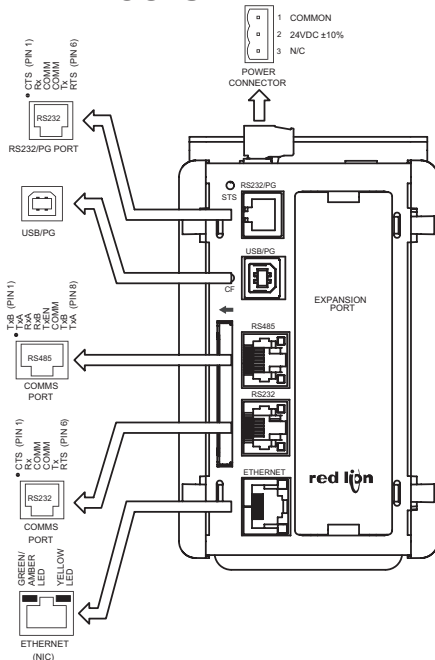 1 COMMON
2 24VDC ±10%
3 N/C
POWER
CONNECTOR
CTS (PIN 1)
Rx
COMM
COMM
Tx
RTS (PIN 6)
RS232
RS232/PG PORT
USB/PG
TxB (PIN 1)
TxA
RxA
RxB
TxEN
COMM
TxB
TxA (PIN 8)
RS485
COMMS
PORT
CTS (PIN 1)
Rx
COMM
COMM
Tx
RTS (PIN 6)
RS232
COMMS
PORT
GREEN/
AMBER
LED
YELLOW
LED
ETHERNET
(NIC)
STS
RS232/PG
USB/PG
CF
RS485
RS232
ETHERNET
EXPANSION
PORT
red lion